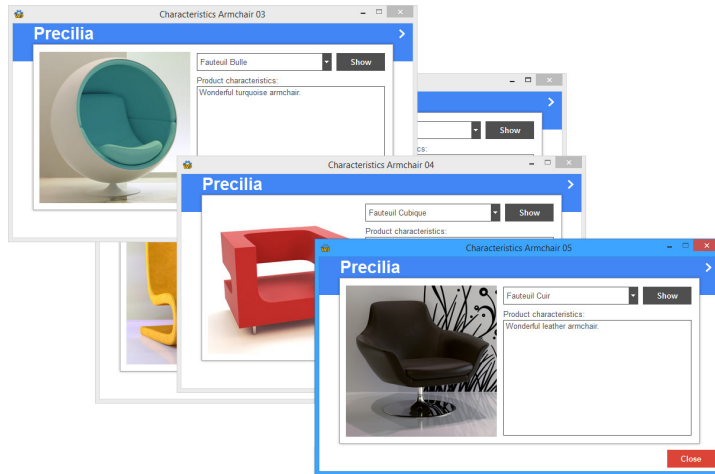 Characteristics Armchair 03
Precilia
Fauteuil Bulle
Show
Product characteristics:
Wonderful turquoise armchair.
Show
cs:
Characteristics Armchair 04
Precilia
Fauteuil Cubique
Show
Product characteristics:
Characteristics Armchair 05
Precilia
Fauteuil Cuir
Show
Product characteristics:
Wonderful leather armchair.
Close